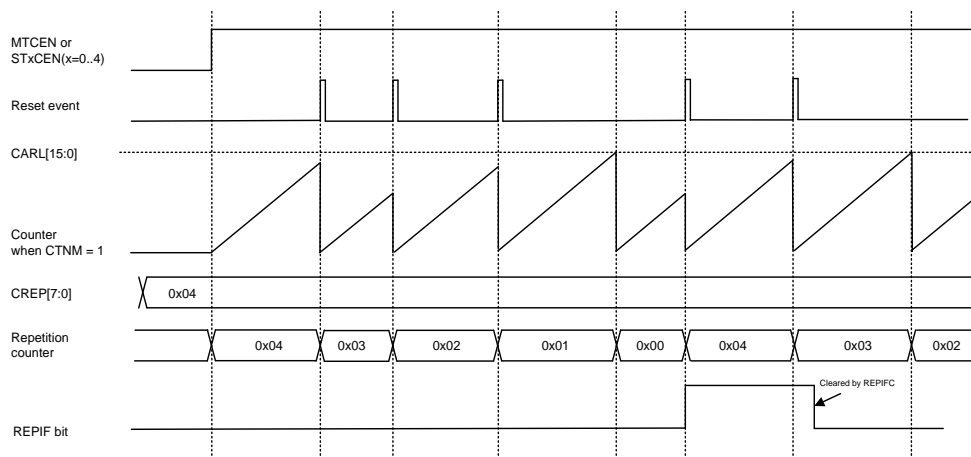 MTCEN or
STxCEN(x=0..4)
Reset event
CARL[15:0]
Counter
when CTNM = 1
CREP[7:0]
0x04
Repetition
counter
0x04 0x03 0x02 0x01 0x00 0x04 0x03 0x02
Cleared by REPIFC
REPIF bit